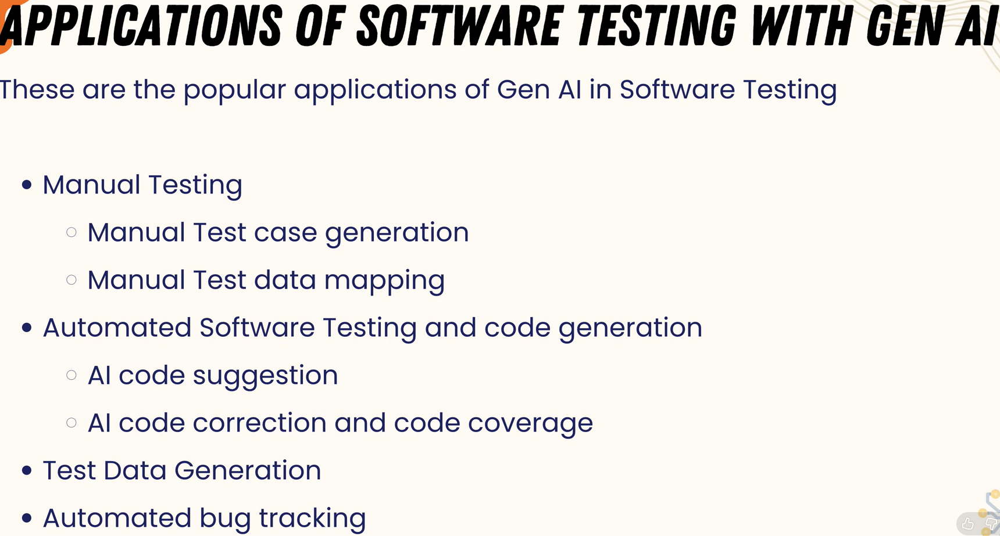 APPLICATIONS OF SOFTWARE TESTING WITH GEN AI
These are the popular applications of Gen AI in Software Testing
Manual Testing
Manual Test case generation
Manual Test data mapping
Automated Software Testing and code generation
AI code suggestion
AI code correction and code coverage
Test Data Generation
Automated bug tracking